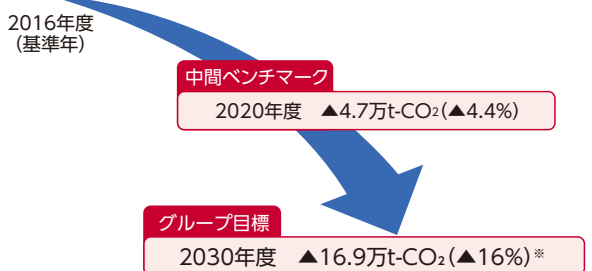 2016年度
(基準年)
中間ベンチマーク
2020年度 ▲4.7万t-CO₂(▲4.4%)
グループ目標
2030年度 ▲16.9万t-CO₂(▲16%)※